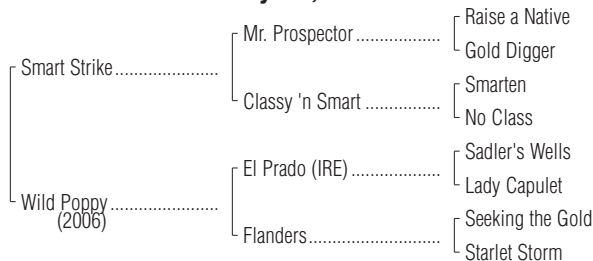 Raise a Native
Mr. Prospector ..................
Gold Digger
Smart Strike......................
Smarten
Classy 'n Smart ................
No Class
Sadler's Wells
El Prado (IRE) ...................
Lady Capulet
Wild Poppy .......................
(2006)
Seeking the Gold
Flanders............................
Starlet Storm